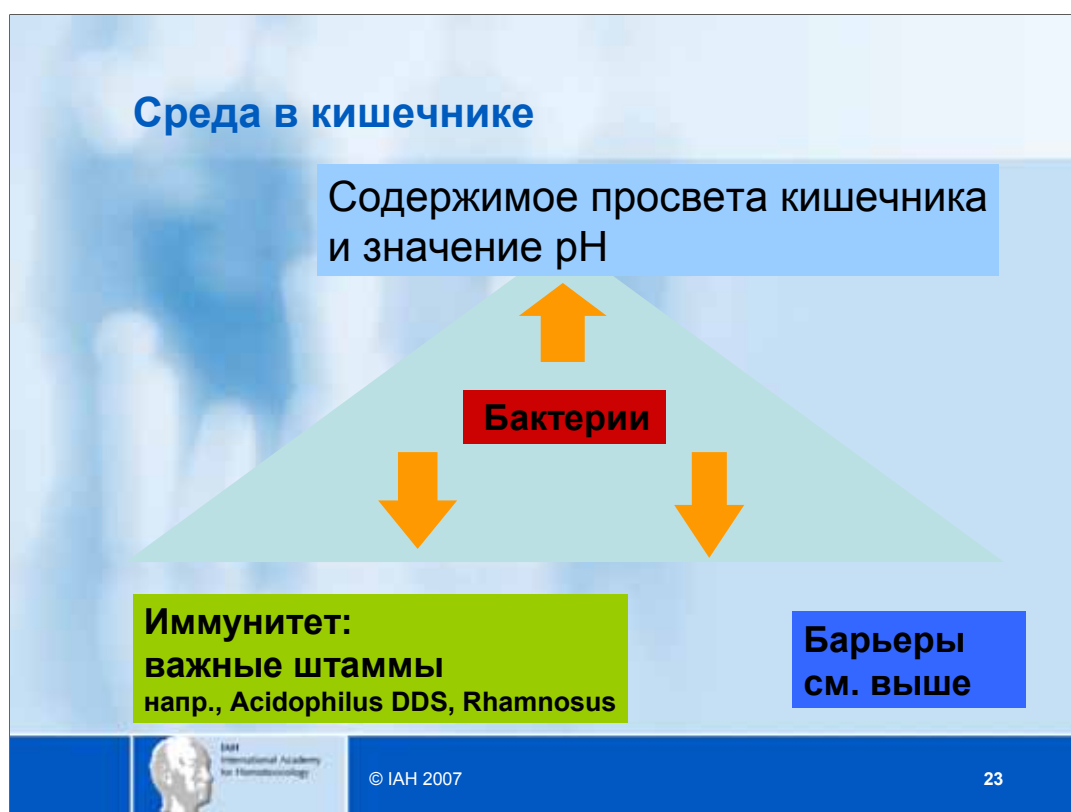 Среда в кишечнике
Содержимое просвета кишечника
и значение pH
Бактерии
Иммунитет:
важные штаммы
напр., Acidophilus DDS, Rhamnosus
Барьеры
см. выше
IAH
International Academy
for Homotoxicology
© IAH 2007
23